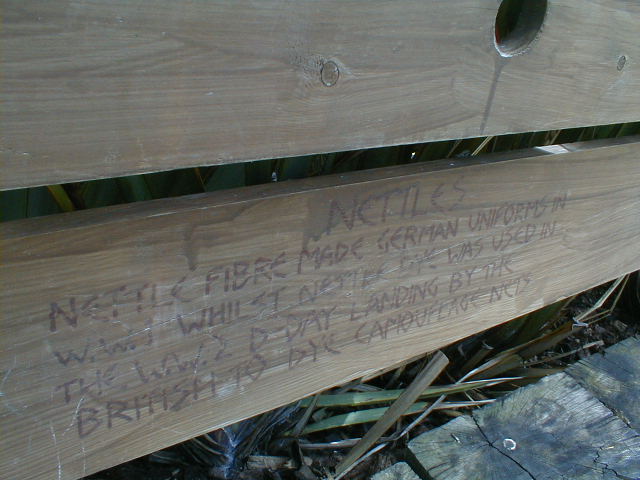 NETTLES
NETTLE FIBRE MADE GERMAN UNIFORMS IN
W.W.1 WHILST NETTLE DYE WAS USED IN
THE W.W.2 D-DAY LANDING BY THE
BRITISH TO DYE CAMOUFLAGE NETS